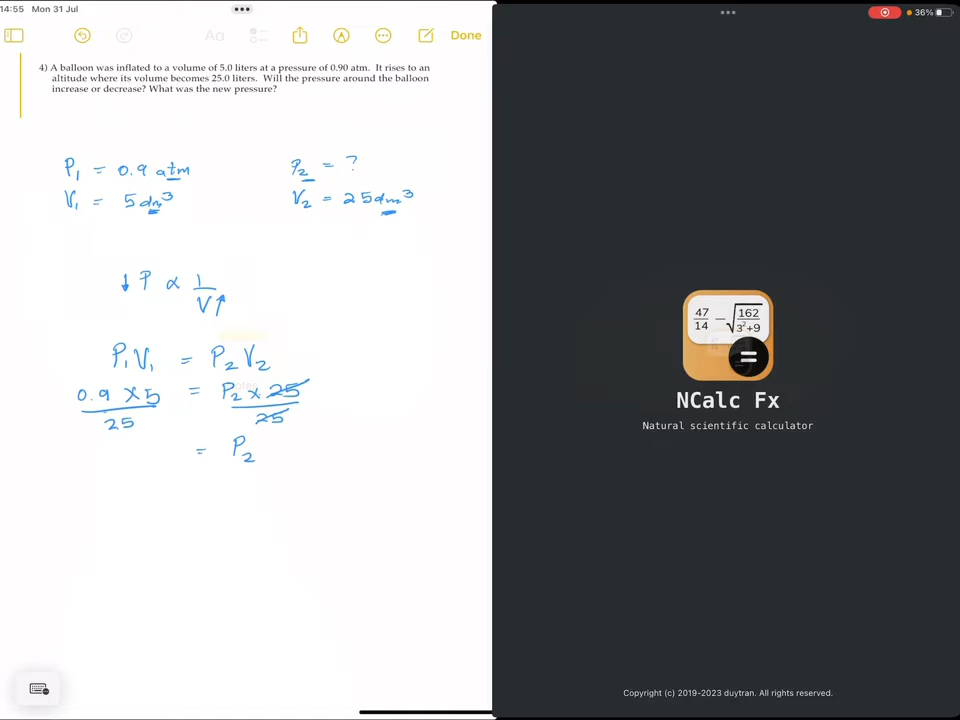 14:55 Mon 31 Jul
36%
Aa
Done
4) A balloon was inflated to a volume of 5.0 liters at a pressure of 0.90 atm. It rises to an
altitude where its volume becomes 25.0 liters. Will the pressure around the balloon
increase or decrease? What was the new pressure?
P₁ = 0.9 atm
P₂ = ?
V₁ = 5 dm³
V₂ = 25 dm³
↓ P ∝ 1/V↑
P₁V₁ = P₂V₂
0.9 × 5 = P₂ × 25
25 25
= P₂
47/14 − √162/3²+9
=
NCalc Fx
Natural scientific calculator
Copyright (c) 2019-2023 duytran. All rights reserved.